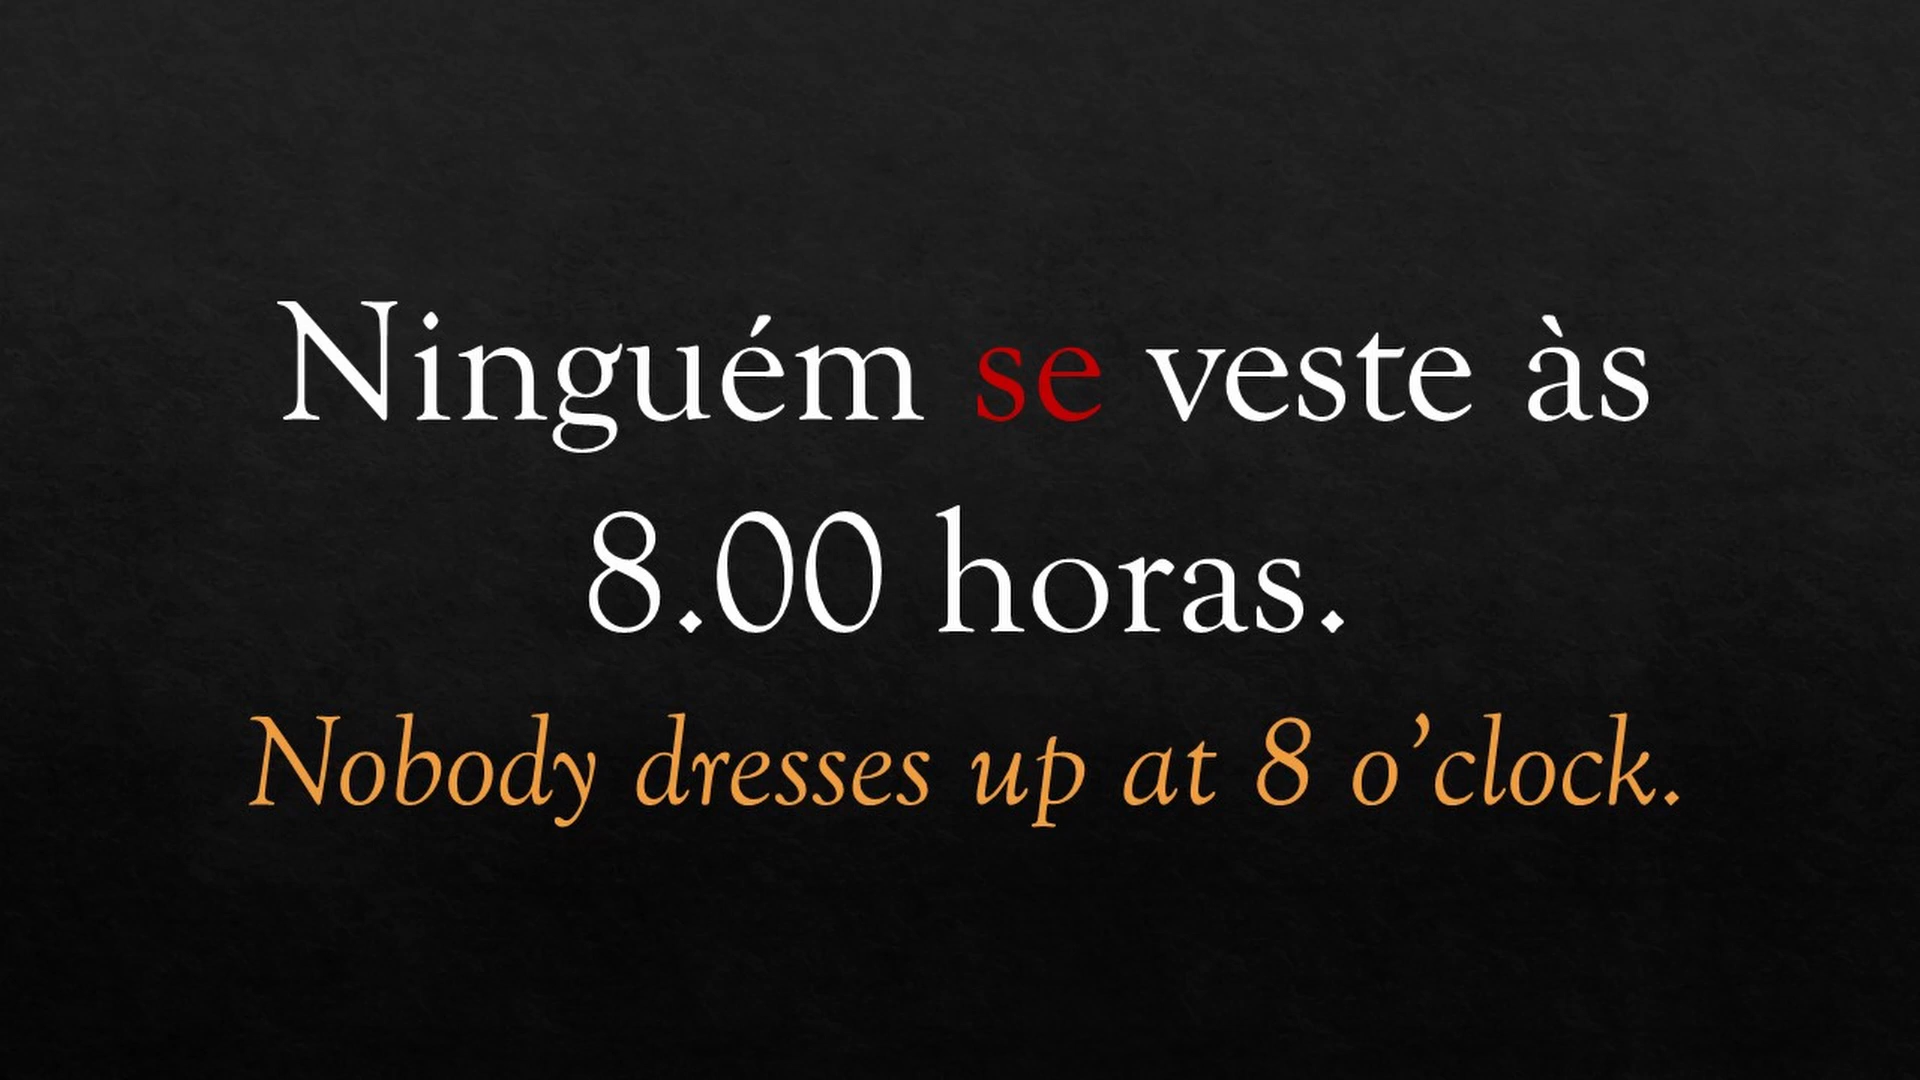 Ninguém se veste às
8.00 horas.
Nobody dresses up at 8 o’clock.